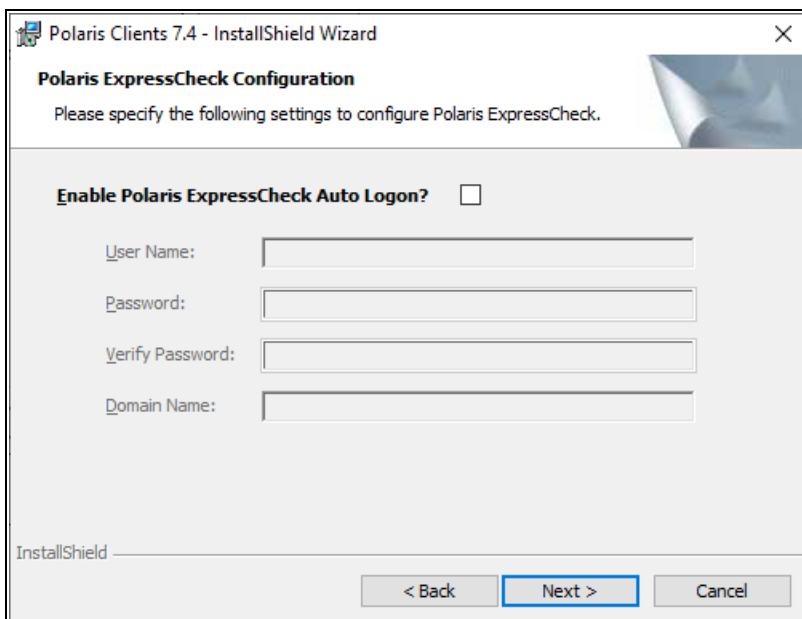 Polaris Clients 7.4 - InstallShield Wizard
Polaris ExpressCheck Configuration
Please specify the following settings to configure Polaris ExpressCheck.
Enable Polaris ExpressCheck Auto Logon?
User Name:
Password:
Verify Password:
Domain Name:
InstallShield
< Back Next > Cancel